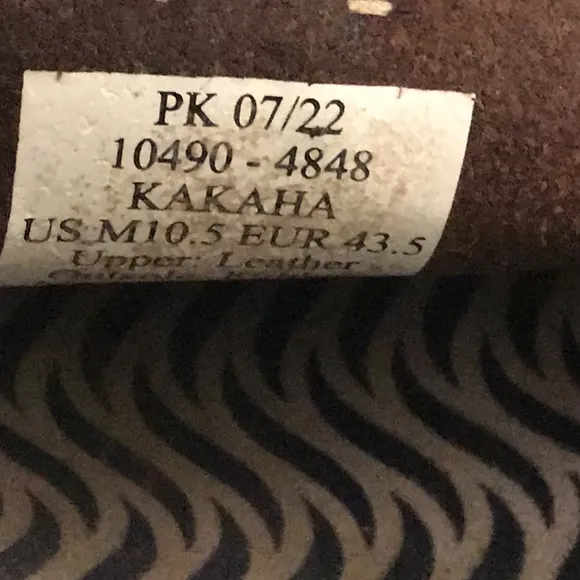 PK 07/22
10490 - 4848
KAKAHA
US M10.5 EUR 43.5
Upper: Leather